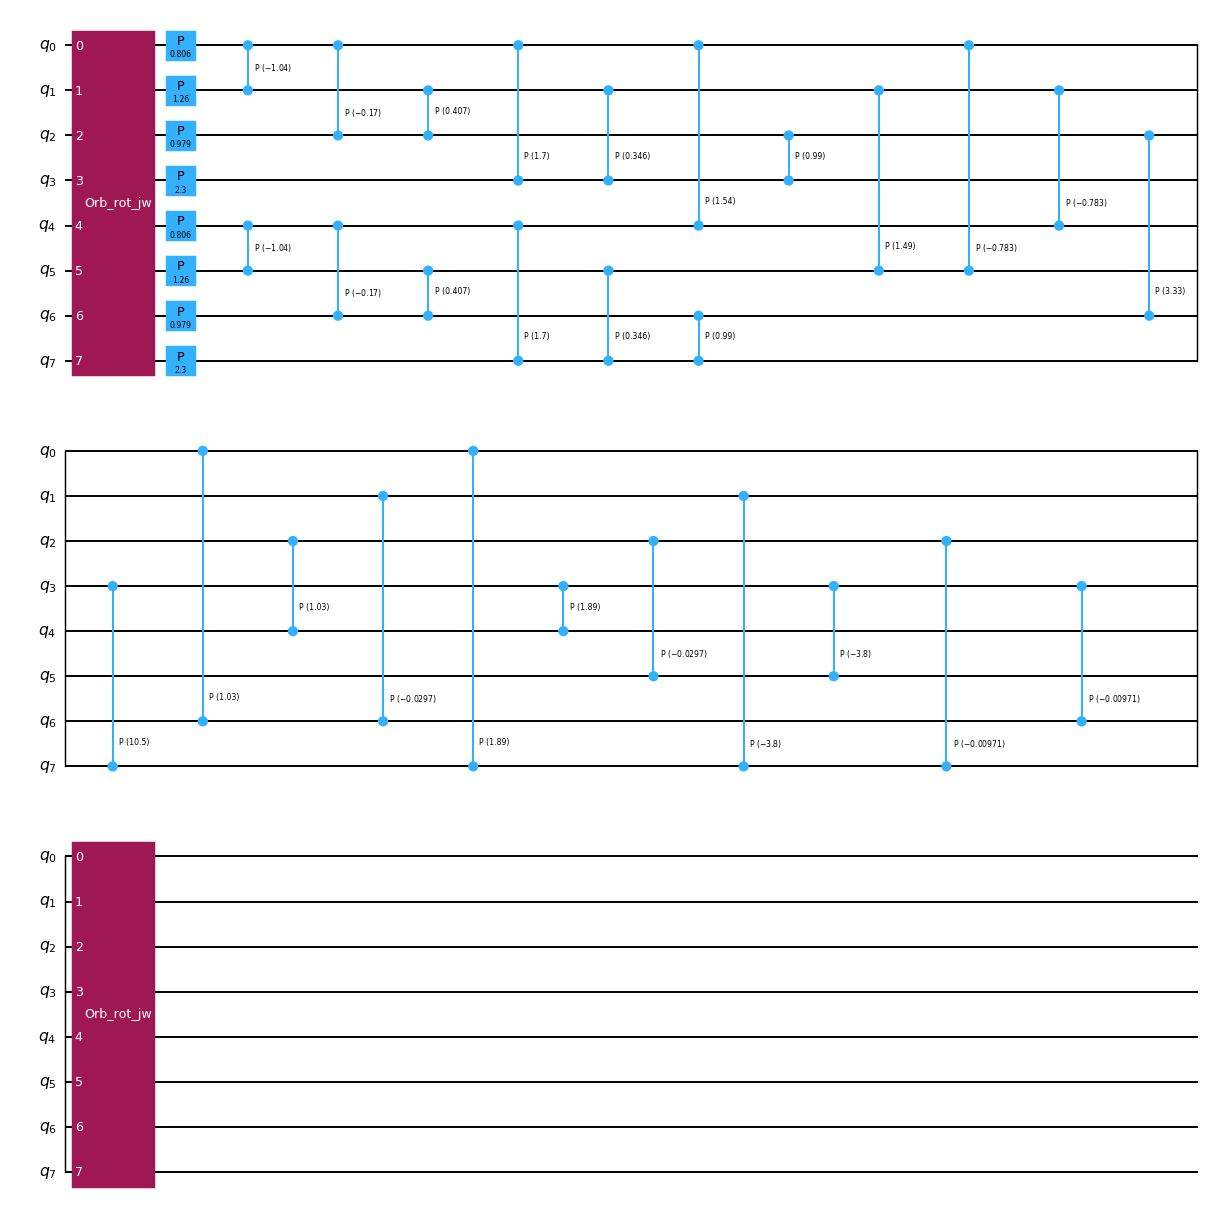 q0 0 P 0.806
P (−1.04)
q1 1 P 1.26
P (−0.17) P (0.407)
q2 2 P 0.979
P (1.7) P (0.346) P (0.99)
q3 3 P 2.3
Orb_rot_jw P (1.54) P (−0.783)
q4 4 P 0.806
P (−1.04) P (1.49) P (−0.783)
q5 5 P 1.26
P (−0.17) P (0.407) P (3.33)
q6 6 P 0.979
P (1.7) P (0.346) P (0.99)
q7 7 P 2.3
q0
q1
q2
q3
P (1.03) P (1.89)
q4
P (−0.0297) P (−3.8)
q5
P (1.03) P (−0.0297) P (−0.00971)
q6
P (10.5) P (1.89) P (−3.8) P (−0.00971)
q7
q0 0
q1 1
q2 2
q3 3
Orb_rot_jw
q4 4
q5 5
q6 6
q7 7